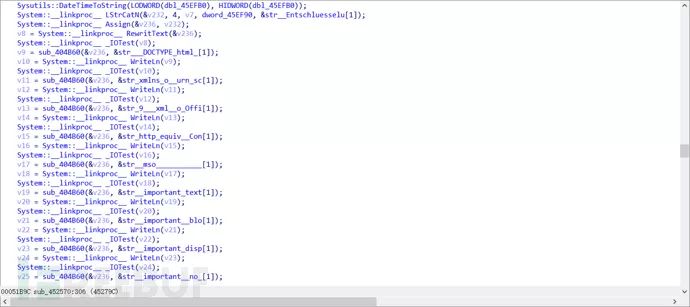 Sysutils::DateTimeToString(LODWORD(dbl_45EFB0), HIDWORD(dbl_45EFB0));
System::__linkproc__ LStrCatN(&v232, 4, v7, dword_45EF90, &str__Entschluesselu[1]);
System::__linkproc__ Assign(&v236, v232);
v8 = System::__linkproc__ RewritText(&v236);
System::__linkproc__ _IOTest(v8);
v9 = sub_404B60(&v236, &str___DOCTYPE_html_[1]);
v10 = System::__linkproc__ WriteLn(v9);
System::__linkproc__ _IOTest(v10);
v11 = sub_404B60(&v236, &str_xmlns_o__urn_sc[1]);
v12 = System::__linkproc__ WriteLn(v11);
System::__linkproc__ _IOTest(v12);
v13 = sub_404B60(&v236, &str_9___xml__o_Offi[1]);
v14 = System::__linkproc__ WriteLn(v13);
System::__linkproc__ _IOTest(v14);
v15 = sub_404B60(&v236, &str_http_equiv__Con[1]);
v16 = System::__linkproc__ WriteLn(v15);
System::__linkproc__ _IOTest(v16);
v17 = sub_404B60(&v236, &str__mso___________[1]);
v18 = System::__linkproc__ WriteLn(v17);
System::__linkproc__ _IOTest(v18);
v19 = sub_404B60(&v236, &str__important_text[1]);
v20 = System::__linkproc__ WriteLn(v19);
System::__linkproc__ _IOTest(v20);
v21 = sub_404B60(&v236, &str__important__blo[1]);
v22 = System::__linkproc__ WriteLn(v21);
System::__linkproc__ _IOTest(v22);
v23 = sub_404B60(&v236, &str__important_disp[1]);
v24 = System::__linkproc__ WriteLn(v23);
System::__linkproc__ _IOTest(v24);
v25 = sub_404B60(&v236, &str__important__no_[1]);
00051B9C sub_452570:306 (45279C)